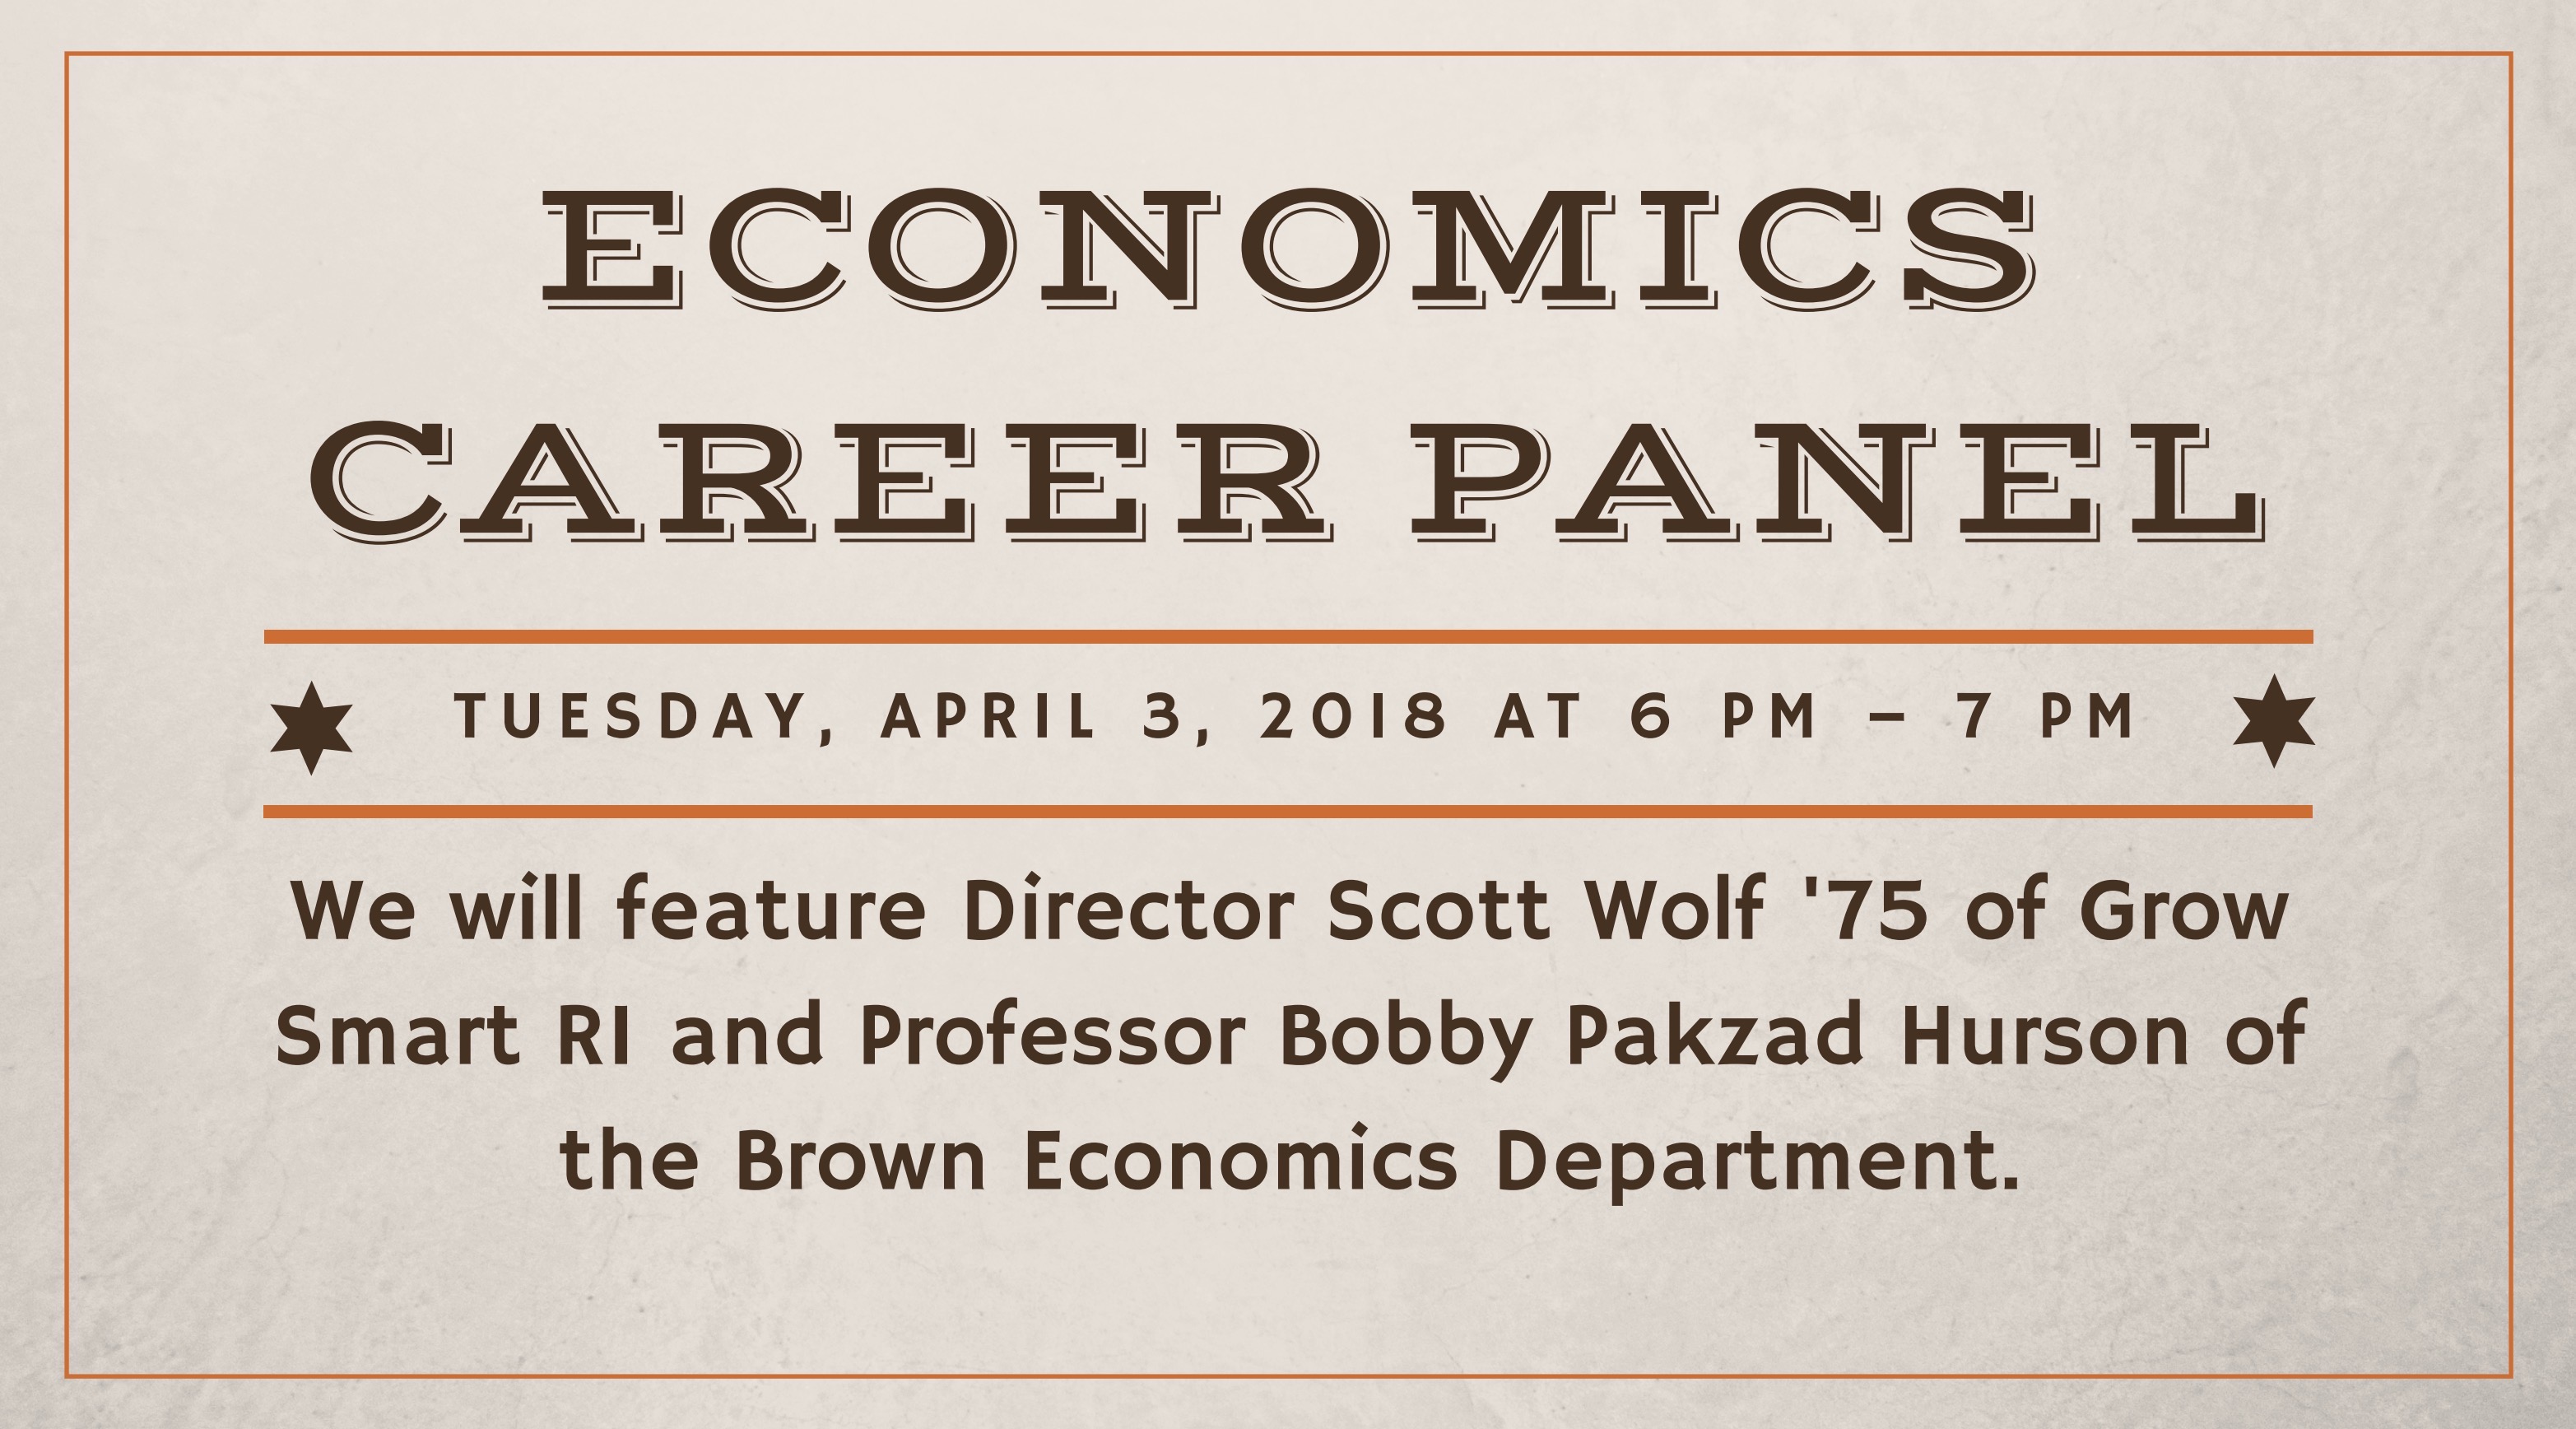 ECONOMICS
CAREER PANEL
TUESDAY, APRIL 3, 2018 AT 6 PM – 7 PM
We will feature Director Scott Wolf '75 of Grow
Smart RI and Professor Bobby Pakzad Hurson of
the Brown Economics Department.